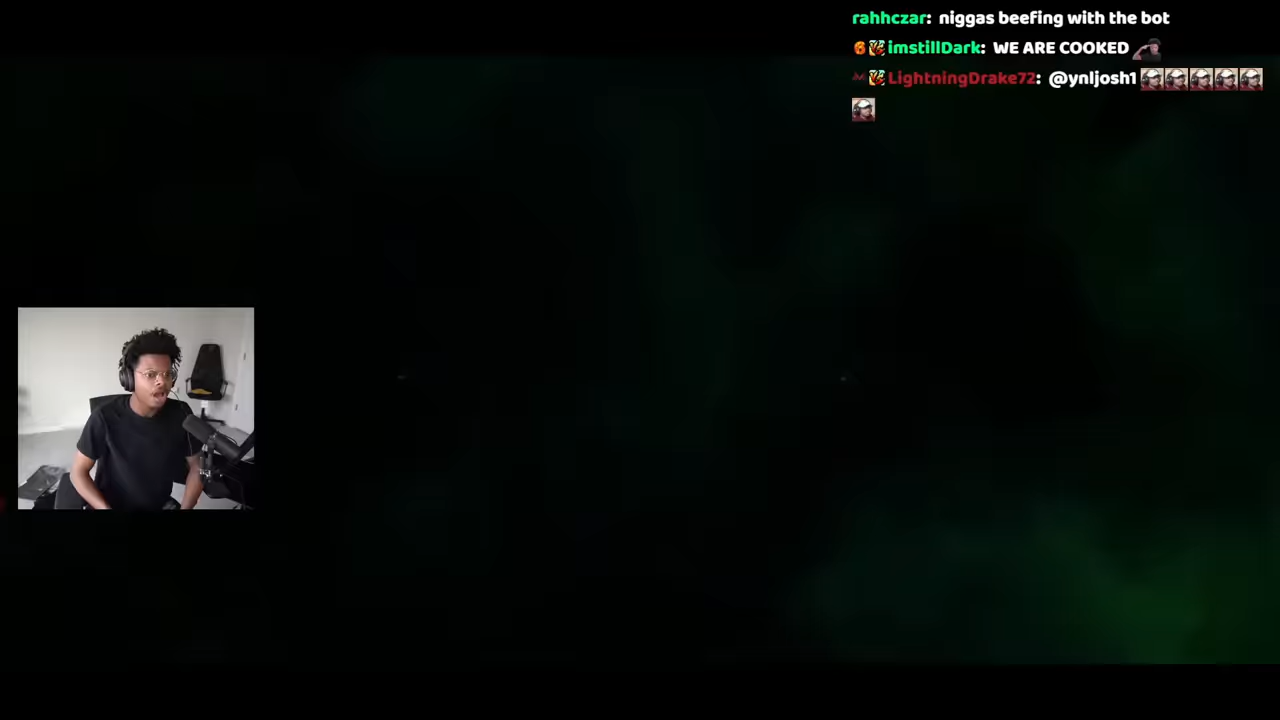 rahhczar: niggas beefing with the bot
imstillDark: WE ARE COOKED
LightningDrake72: @ynljosh1